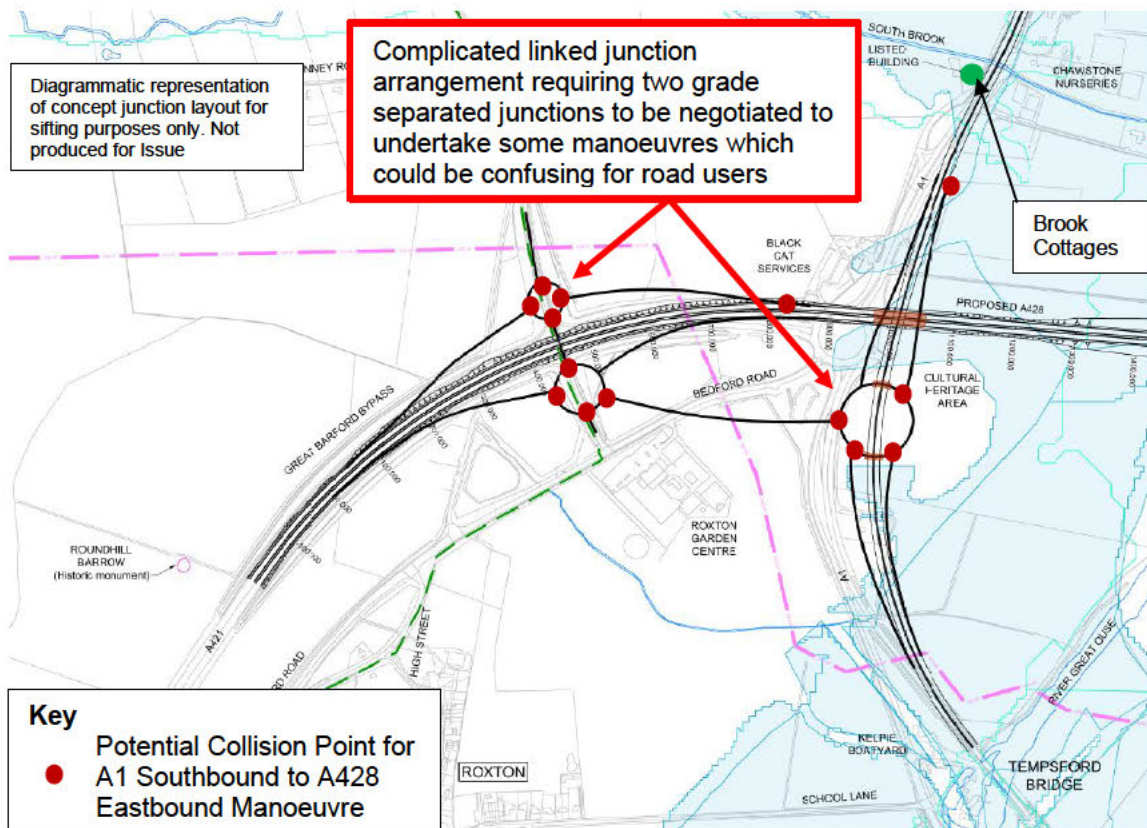 SOUTH BROOK
LISTED
BUILDING
CHAWSTONE
NURSERIES
Diagrammatic representation
of concept junction layout for
sifting purposes only. Not
produced for Issue
Complicated linked junction
arrangement requiring two grade
separated junctions to be negotiated to
undertake some manoeuvres which
could be confusing for road users
A1
Brook
Cottages
BLACK
CAT
SERVICES
PROPOSED A428
BEDFORD ROAD
CULTURAL
HERITAGE
AREA
GREAT BARFORD BYPASS
ROXTON
GARDEN
CENTRE
ROUNDHILL
BARROW
(Historic monument)
A421
HIGH STREET
A1
RIVER GREAT OUSE
Key
Potential Collision Point for
A1 Southbound to A428
Eastbound Manoeuvre
ROXTON
KELPIE
BOATYARD
TEMPSFORD
BRIDGE
SCHOOL LANE